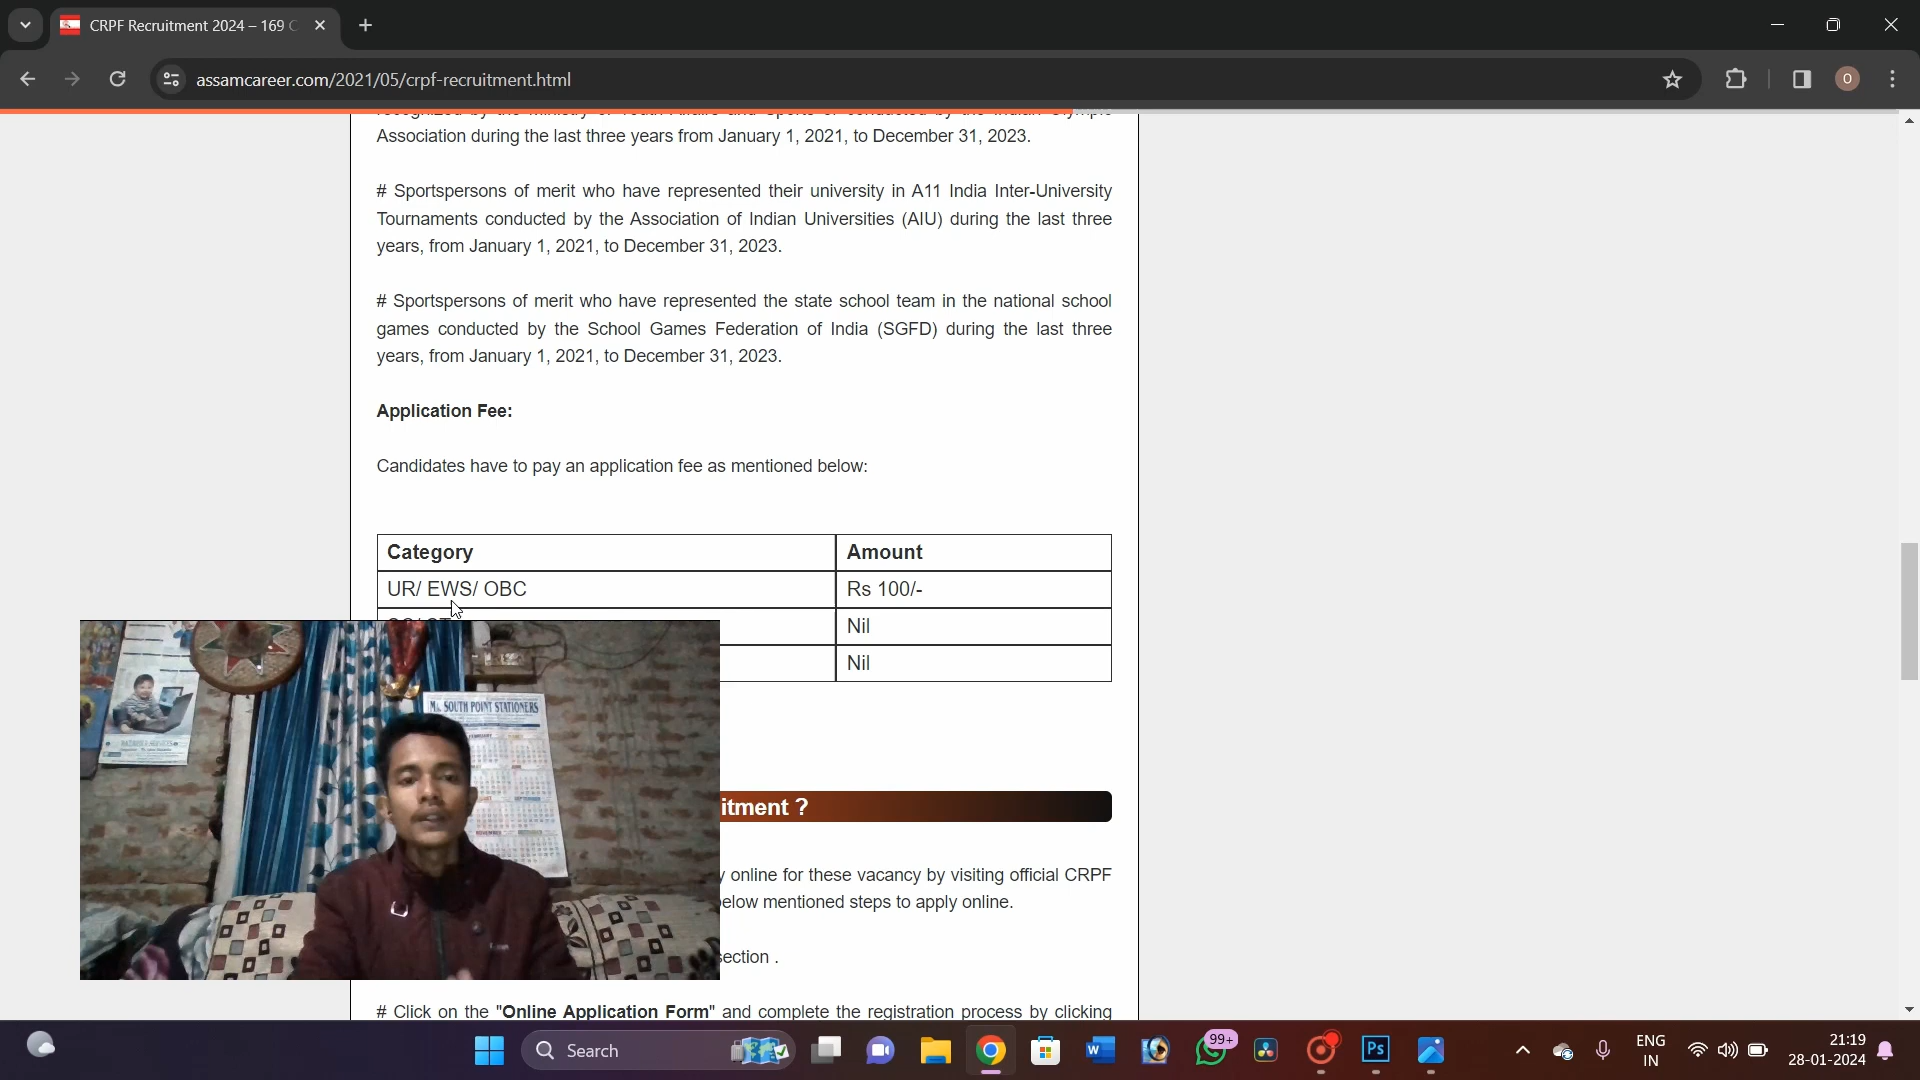 CRPF Recruitment 2024 – 169 C
assamcareer.com/2021/05/crpf-recruitment.html
O
Association during the last three years from January 1, 2021, to December 31, 2023.
# Sportspersons of merit who have represented their university in A11 India Inter-University
Tournaments conducted by the Association of Indian Universities (AIU) during the last three
years, from January 1, 2021, to December 31, 2023.
# Sportspersons of merit who have represented the state school team in the national school
games conducted by the School Games Federation of India (SGFD) during the last three
years, from January 1, 2021, to December 31, 2023.
Application Fee:
Candidates have to pay an application fee as mentioned below:
Category Amount
UR/ EWS/ OBC Rs 100/-
Nil
Nil
M/s. SOUTH POINT STATIONERS
itment ?
y online for these vacancy by visiting official CRPF
below mentioned steps to apply online.
section .
# Click on the "Online Application Form" and complete the registration process by clicking
Search
W
99+
Ps
ENG
IN
21:19
28-01-2024